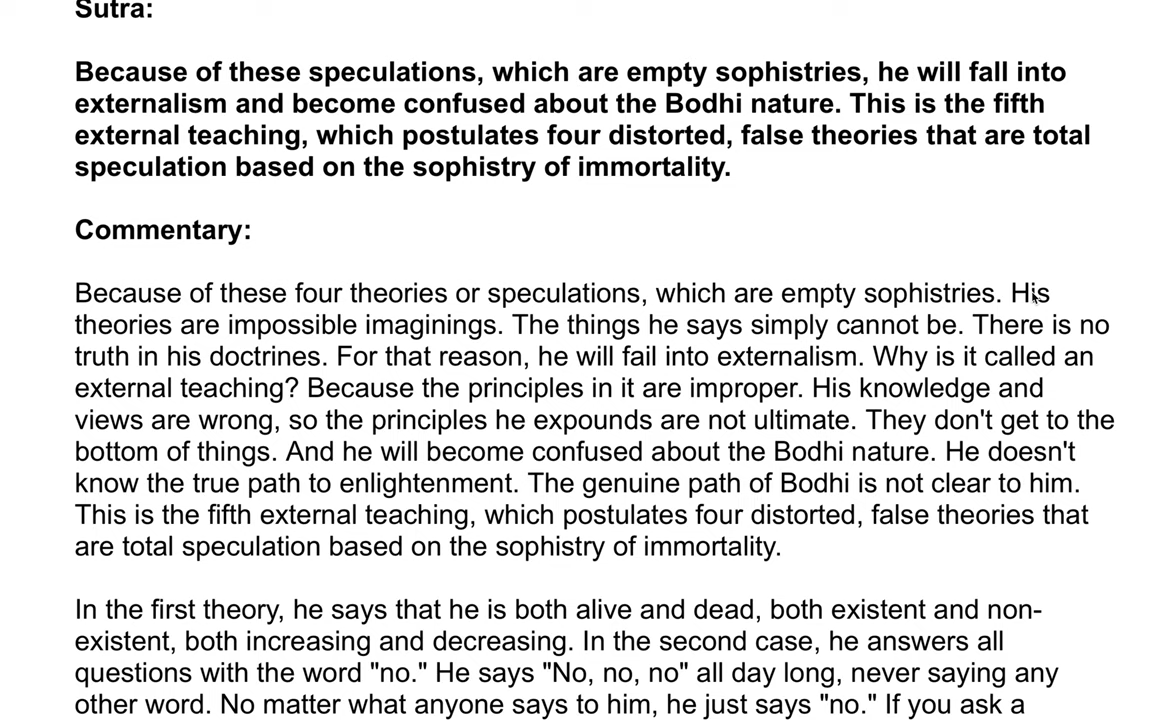 Sutra:
Because of these speculations, which are empty sophistries, he will fall into
externalism and become confused about the Bodhi nature. This is the fifth
external teaching, which postulates four distorted, false theories that are total
speculation based on the sophistry of immortality.
Commentary:
Because of these four theories or speculations, which are empty sophistries. His
theories are impossible imaginings. The things he says simply cannot be. There is no
truth in his doctrines. For that reason, he will fail into externalism. Why is it called an
external teaching? Because the principles in it are improper. His knowledge and
views are wrong, so the principles he expounds are not ultimate. They don't get to the
bottom of things. And he will become confused about the Bodhi nature. He doesn't
know the true path to enlightenment. The genuine path of Bodhi is not clear to him.
This is the fifth external teaching, which postulates four distorted, false theories that
are total speculation based on the sophistry of immortality.
In the first theory, he says that he is both alive and dead, both existent and non-
existent, both increasing and decreasing. In the second case, he answers all
questions with the word "no." He says "No, no, no" all day long, never saying any
other word. No matter what anyone says to him, he just says "no." If you ask a